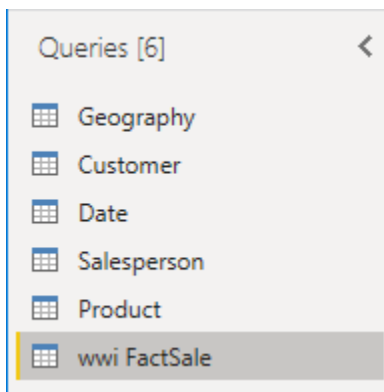 Queries [6]
Geography
Customer
Date
Salesperson
Product
wwi FactSale